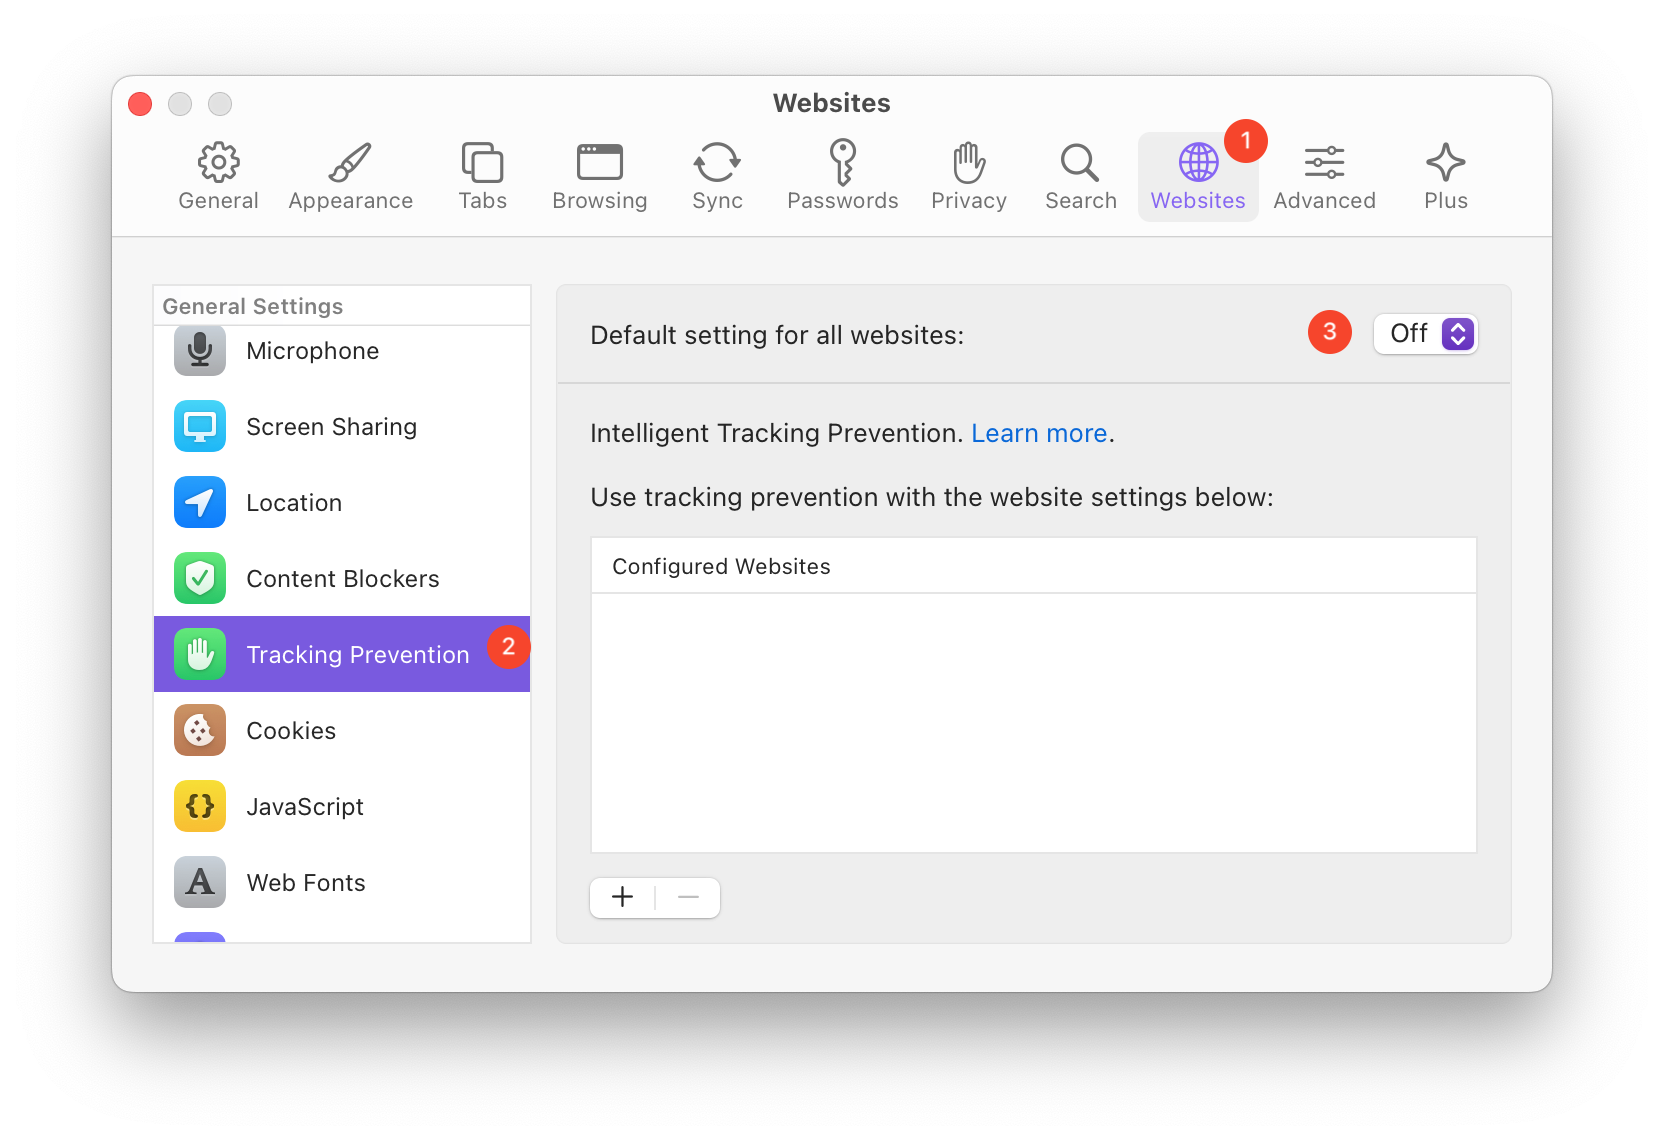 Websites
General
Appearance
Tabs
Browsing
Sync
Passwords
Privacy
Search
Websites
1
Advanced
Plus
General Settings
Microphone
Screen Sharing
Location
Content Blockers
Tracking Prevention 2
Cookies
JavaScript
Web Fonts
Default setting for all websites: 3 Off
Intelligent Tracking Prevention. Learn more.
Use tracking prevention with the website settings below:
Configured Websites